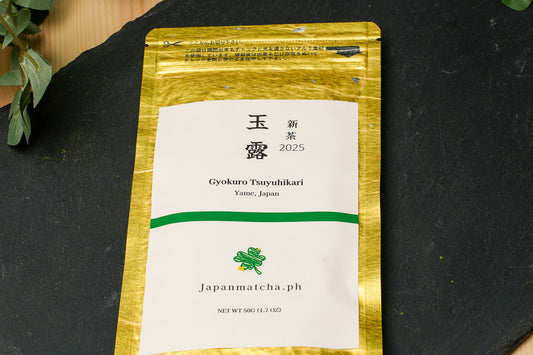 玉露
新茶
2025
Gyokuro Tsuyuhikari
Yame, Japan
Japanmatcha.ph
NET WT 50G (1.7 OZ)